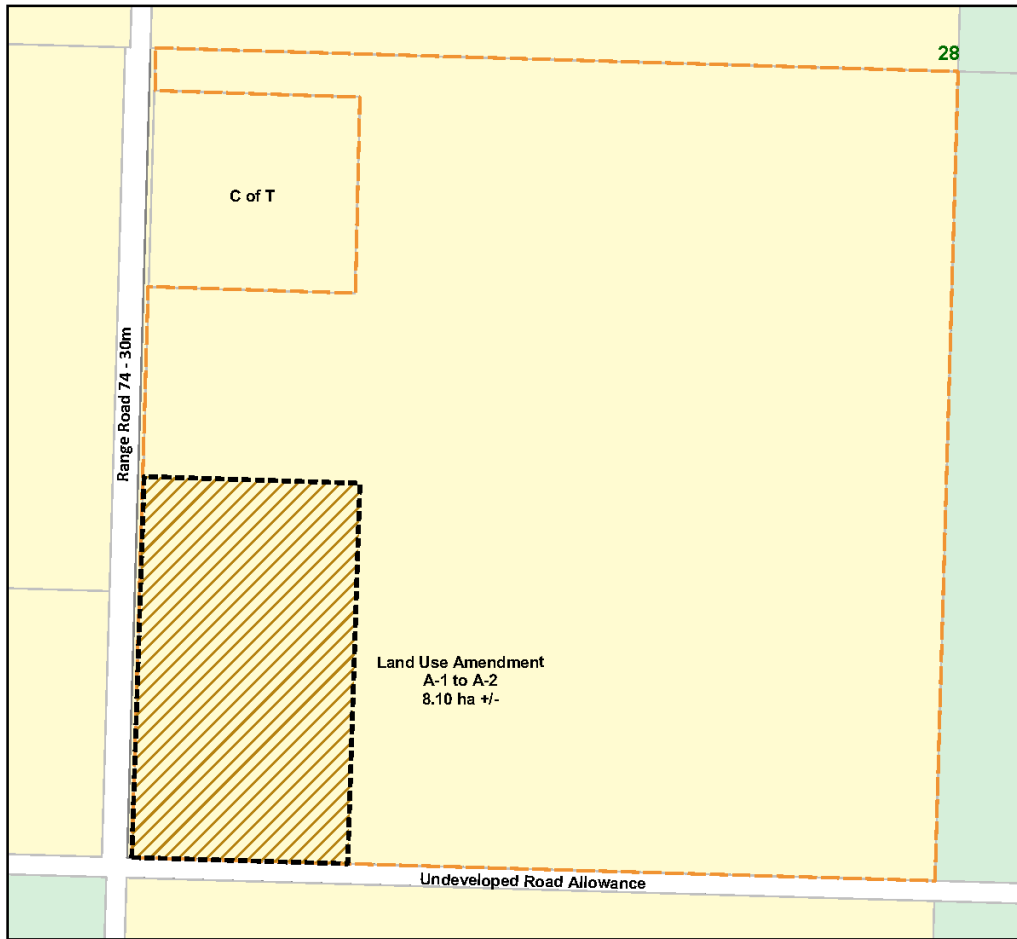 28
C of T
Range Road 74 - 30m
Land Use Amendment
A-1 to A-2
8.10 ha +/-
Undeveloped Road Allowance